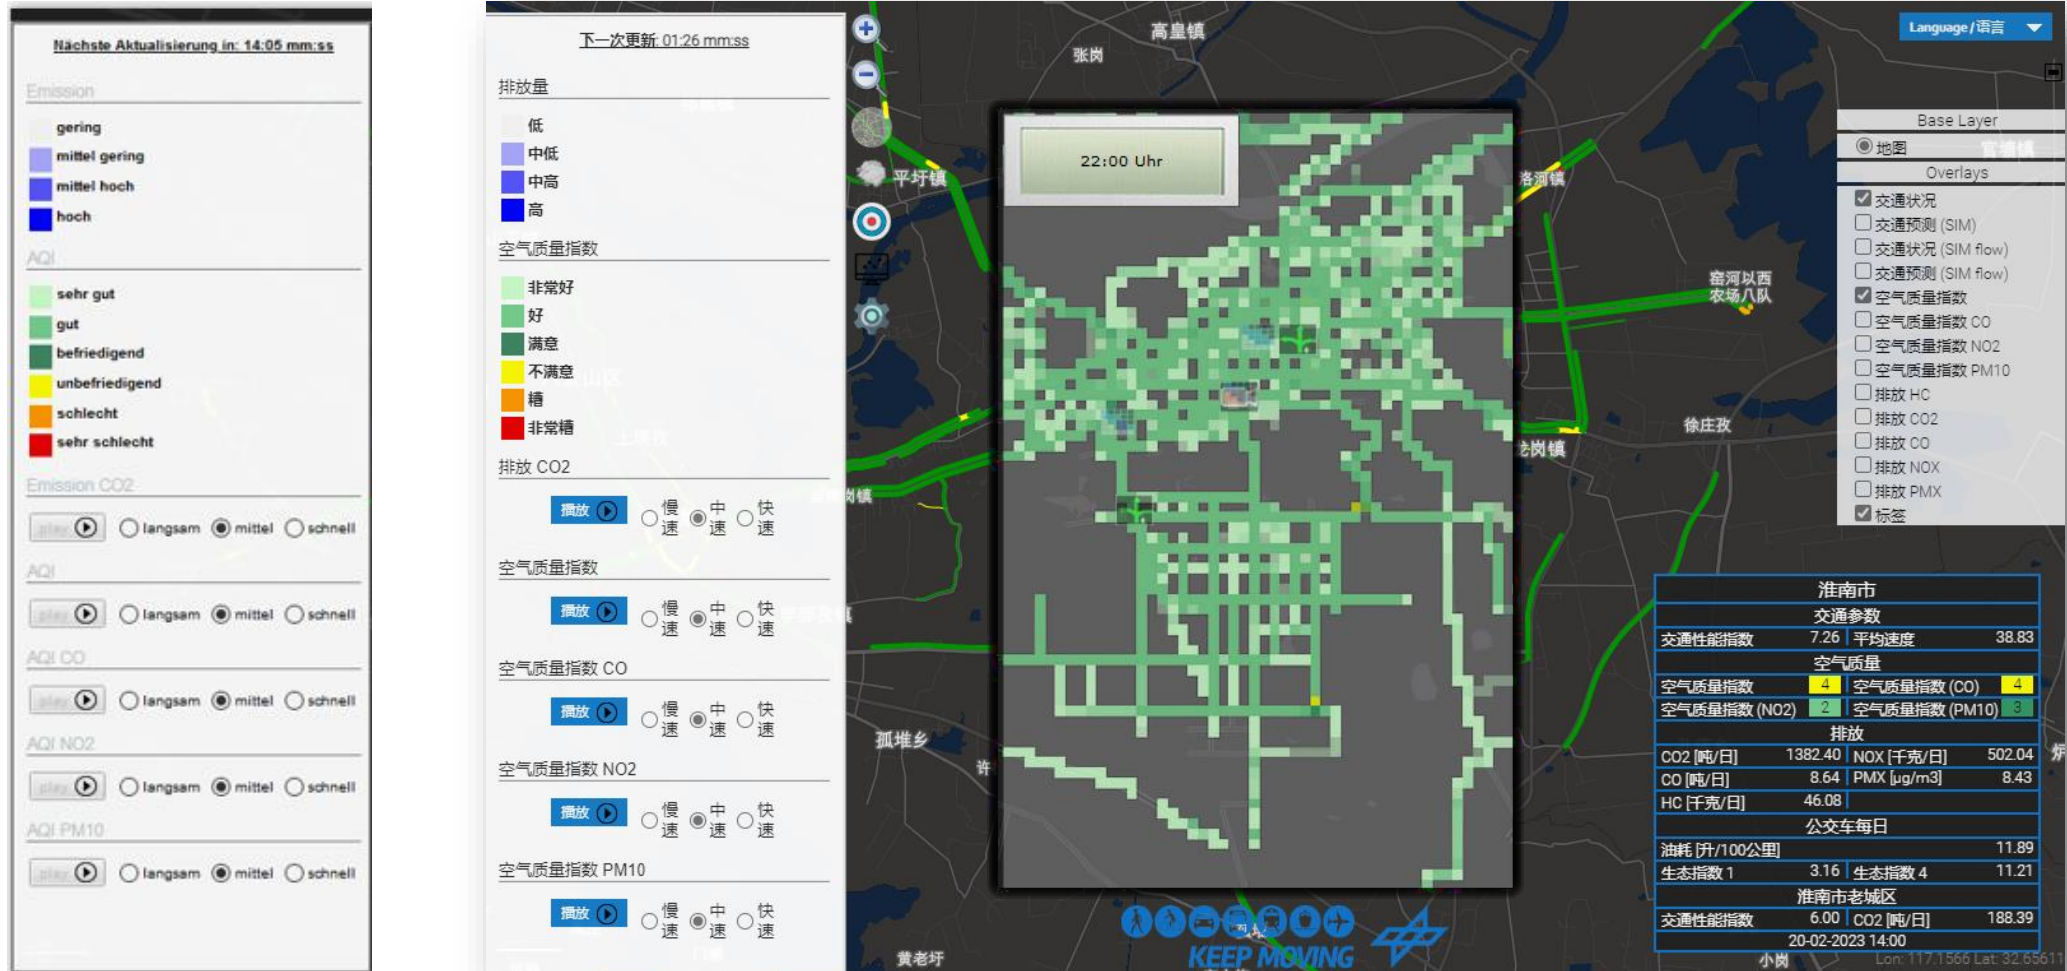 Nächste Aktualisierung in: 14:05 mm:ss
Emission
gering
mittel gering
mittel hoch
hoch
AQI
sehr gut
gut
befriedigend
unbefriedigend
schlecht
sehr schlecht
Emission CO2
play
langsam mittel schnell
AQI
play
langsam mittel schnell
AQI CO
play
langsam mittel schnell
AQI NO2
play
langsam mittel schnell
AQI PM10
play
langsam mittel schnell
下一次更新: 01:26 mm:ss
排放量
低
中低
中高
高
空气质量指数
非常好
好
满意
不满意
糟
非常糟
排放 CO2
播放 慢速 中速 快速
空气质量指数
播放 慢速 中速 快速
空气质量指数 CO
播放 慢速 中速 快速
空气质量指数 NO2
播放 慢速 中速 快速
空气质量指数 PM10
播放 慢速 中速 快速
高皇镇
张岗
平圩镇
洛河镇
窑河以西
农场八队
徐庄孜
岗镇
孤堆乡
许
黄老圩
小岗
22:00 Uhr
KEEP MOVING
Language/语言
Base Layer
地图
Overlays
交通状况
交通预测 (SIM)
交通状况 (SIM flow)
交通预测 (SIM flow)
空气质量指数
空气质量指数 CO
空气质量指数 NO2
空气质量指数 PM10
排放 HC
排放 CO2
排放 CO
排放 NOX
排放 PMX
标签
淮南市
交通参数
交通性能指数 7.26 平均速度 38.83
空气质量
空气质量指数 4 空气质量指数 (CO) 4
空气质量指数 (NO2) 2 空气质量指数 (PM10) 3
排放
CO2 [吨/日] 1382.40 NOX [千克/日] 502.04
CO [吨/日] 8.64 PMX [µg/m3] 8.43
HC [千克/日] 46.08
公交车每日
油耗 [升/100公里] 11.89
生态指数 1 3.16 生态指数 4 11.21
淮南市老城区
交通性能指数 6.00 CO2 [吨/日] 188.39
20-02-2023 14:00
Lon: 117.1566 Lat: 32.65611